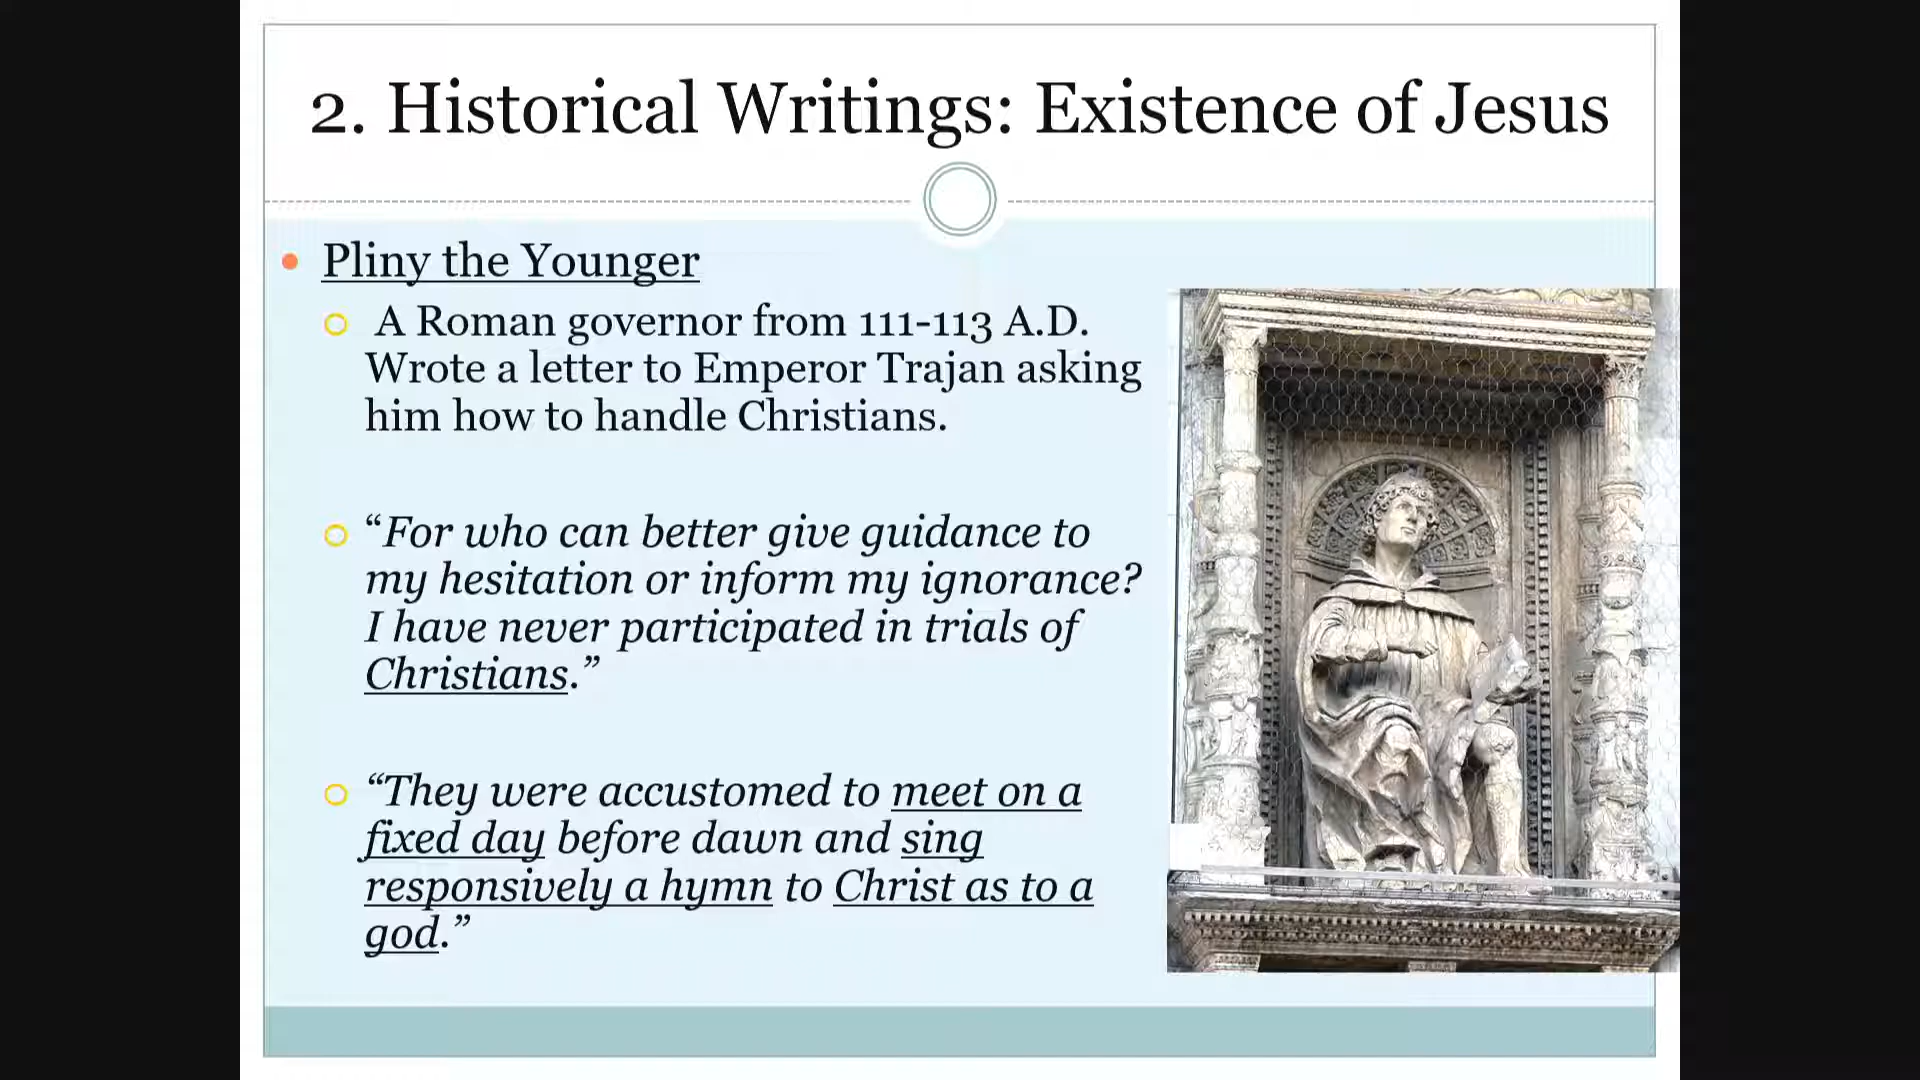 2. Historical Writings: Existence of Jesus
Pliny the Younger
A Roman governor from 111-113 A.D.
Wrote a letter to Emperor Trajan asking
him how to handle Christians.
“For who can better give guidance to
my hesitation or inform my ignorance?
I have never participated in trials of
Christians.”
“They were accustomed to meet on a
fixed day before dawn and sing
responsively a hymn to Christ as to a
god.”